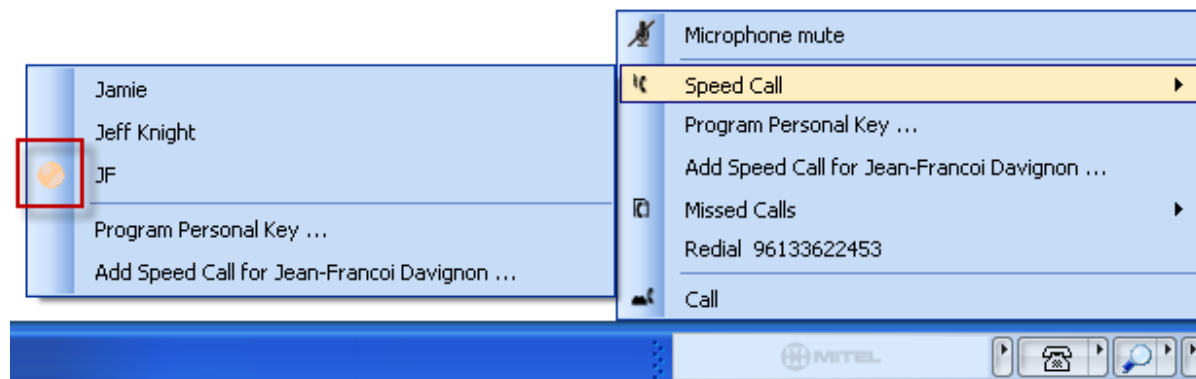 Microphone mute
Speed Call
Program Personal Key ...
Add Speed Call for Jean-Francoi Davignon ...
Missed Calls
Redial 96133622453
Call
Jamie
Jeff Knight
JF
Program Personal Key ...
Add Speed Call for Jean-Francoi Davignon ...
MITEL